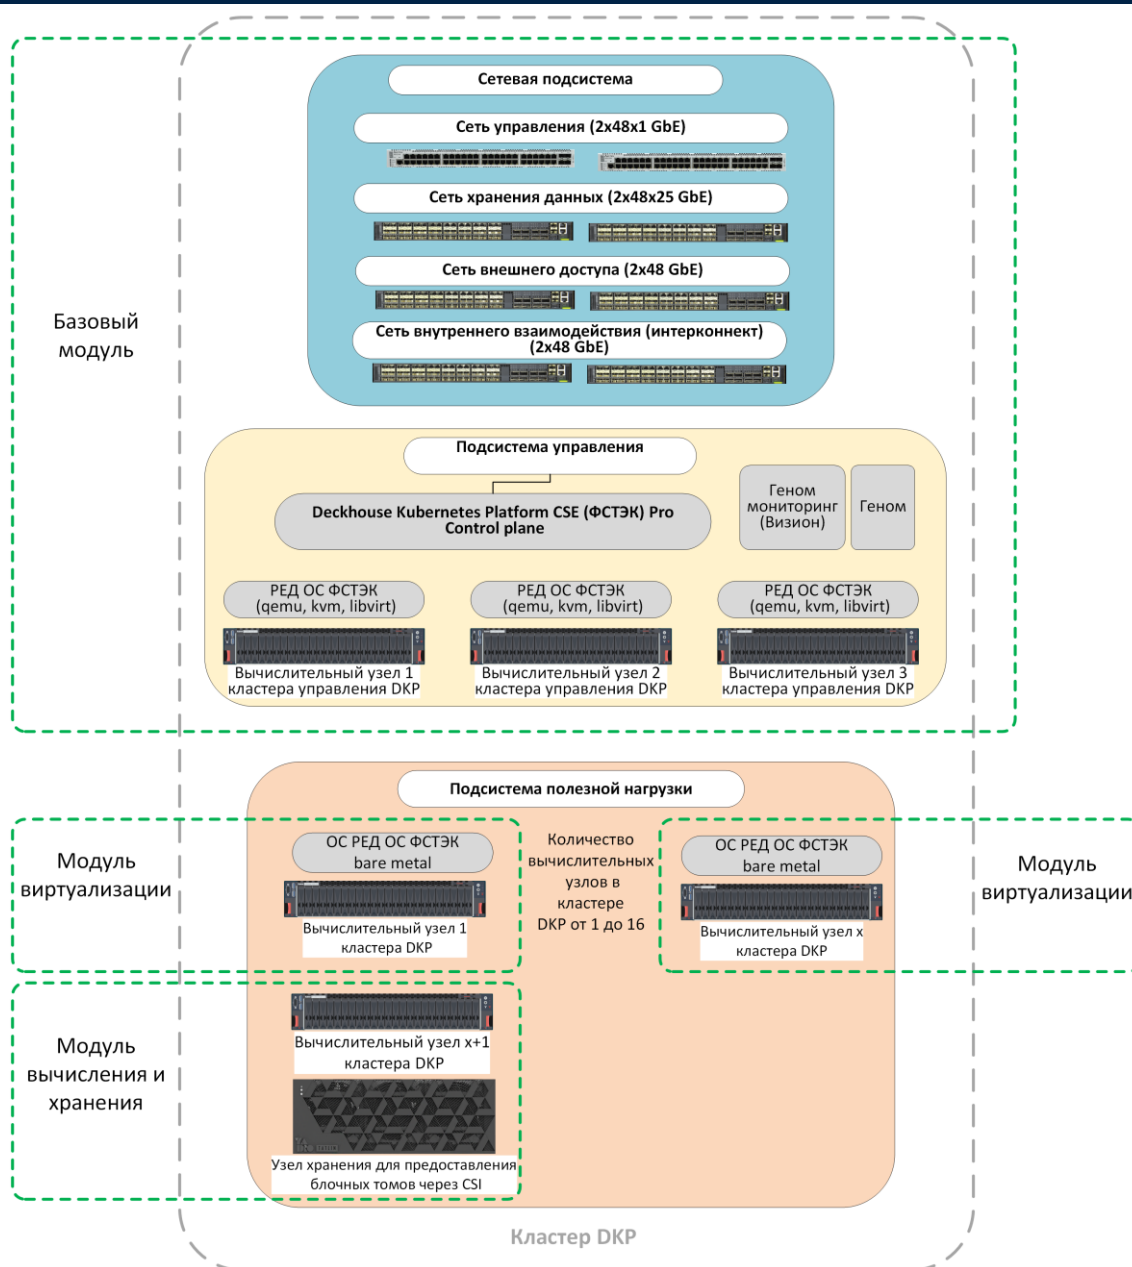 Сетевая подсистема
Сеть управления (2x48x1 GbE)
Сеть хранения данных (2x48x25 GbE)
Сеть внешнего доступа (2x48 GbE)
Сеть внутреннего взаимодействия (интерконнект)
(2x48 GbE)
Базовый
модуль
Подсистема управления
Deckhouse Kubernetes Platform CSE (ФСТЭК) Pro
Control plane
Геном
мониторинг
(Визион)
Геном
РЕД ОС ФСТЭК
(qemu, kvm, libvirt)
РЕД ОС ФСТЭК
(qemu, kvm, libvirt)
РЕД ОС ФСТЭК
(qemu, kvm, libvirt)
Вычислительный узел 1
кластера управления DKP
Вычислительный узел 2
кластера управления DKP
Вычислительный узел 3
кластера управления DKP
Подсистема полезной нагрузки
Модуль
виртуализации
ОС РЕД ОС ФСТЭК
bare metal
Вычислительный узел 1
кластера DKP
Количество
вычислительных
узлов в
кластере
DKP от 1 до 16
ОС РЕД ОС ФСТЭК
bare metal
Вычислительный узел x
кластера DKP
Модуль
виртуализации
Модуль
вычисления и
хранения
Вычислительный узел x+1
кластера DKP
Узел хранения для предоставления
блочных томов через CSI
Кластер DKP